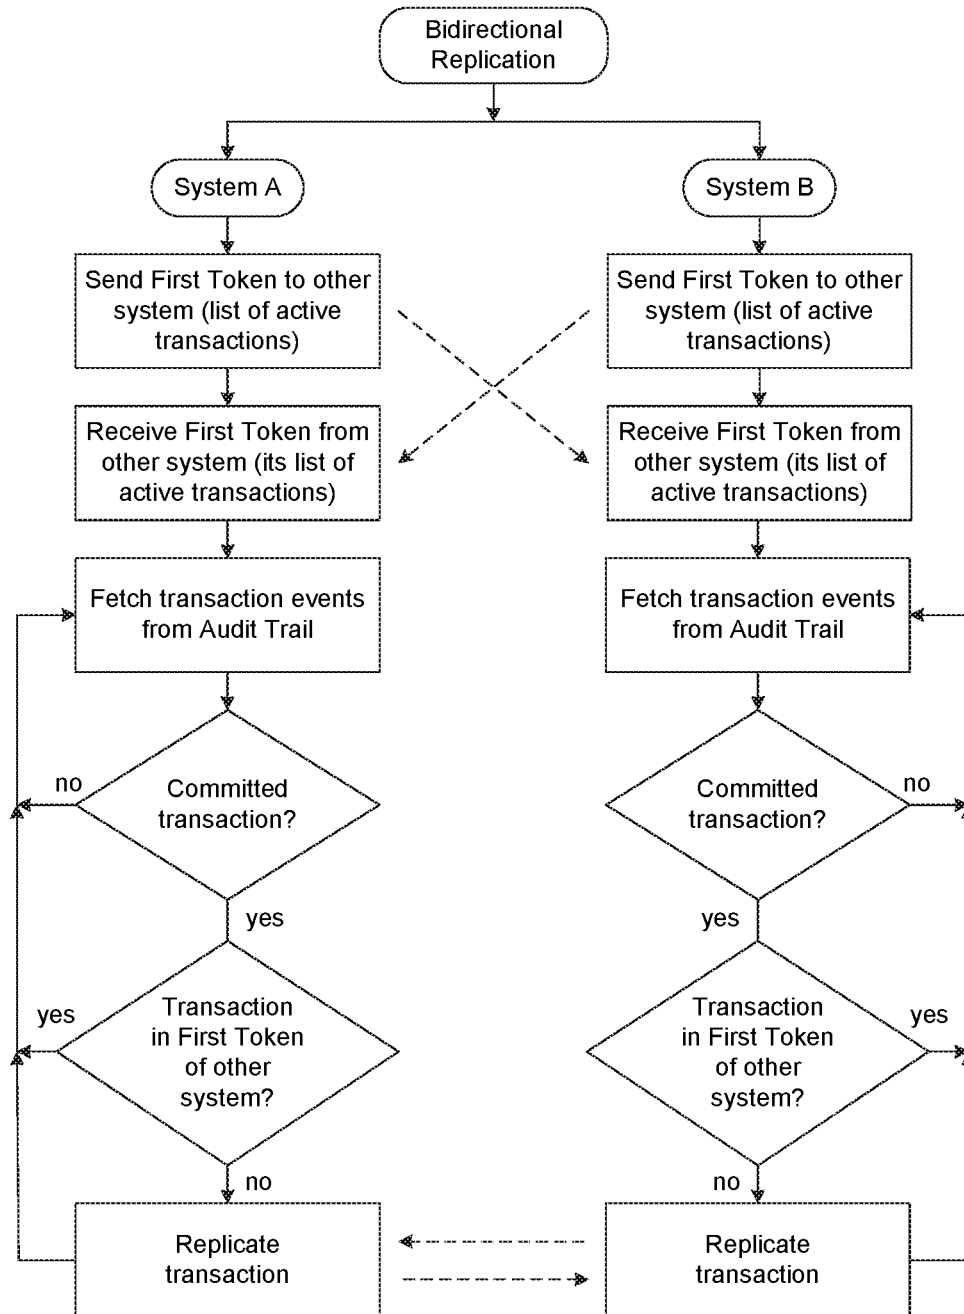 Bidirectional
Replication
System A
System B
Send First Token to other
system (list of active
transactions)
Send First Token to other
system (list of active
transactions)
Receive First Token from
other system (its list of
active transactions)
Receive First Token from
other system (its list of
active transactions)
Fetch transaction events
from Audit Trail
Fetch transaction events
from Audit Trail
no
Committed
transaction?
Committed
transaction?
no
yes
yes
yes
Transaction
in First Token
of other
system?
Transaction
in First Token
of other
system?
yes
no
no
Replicate
transaction
Replicate
transaction